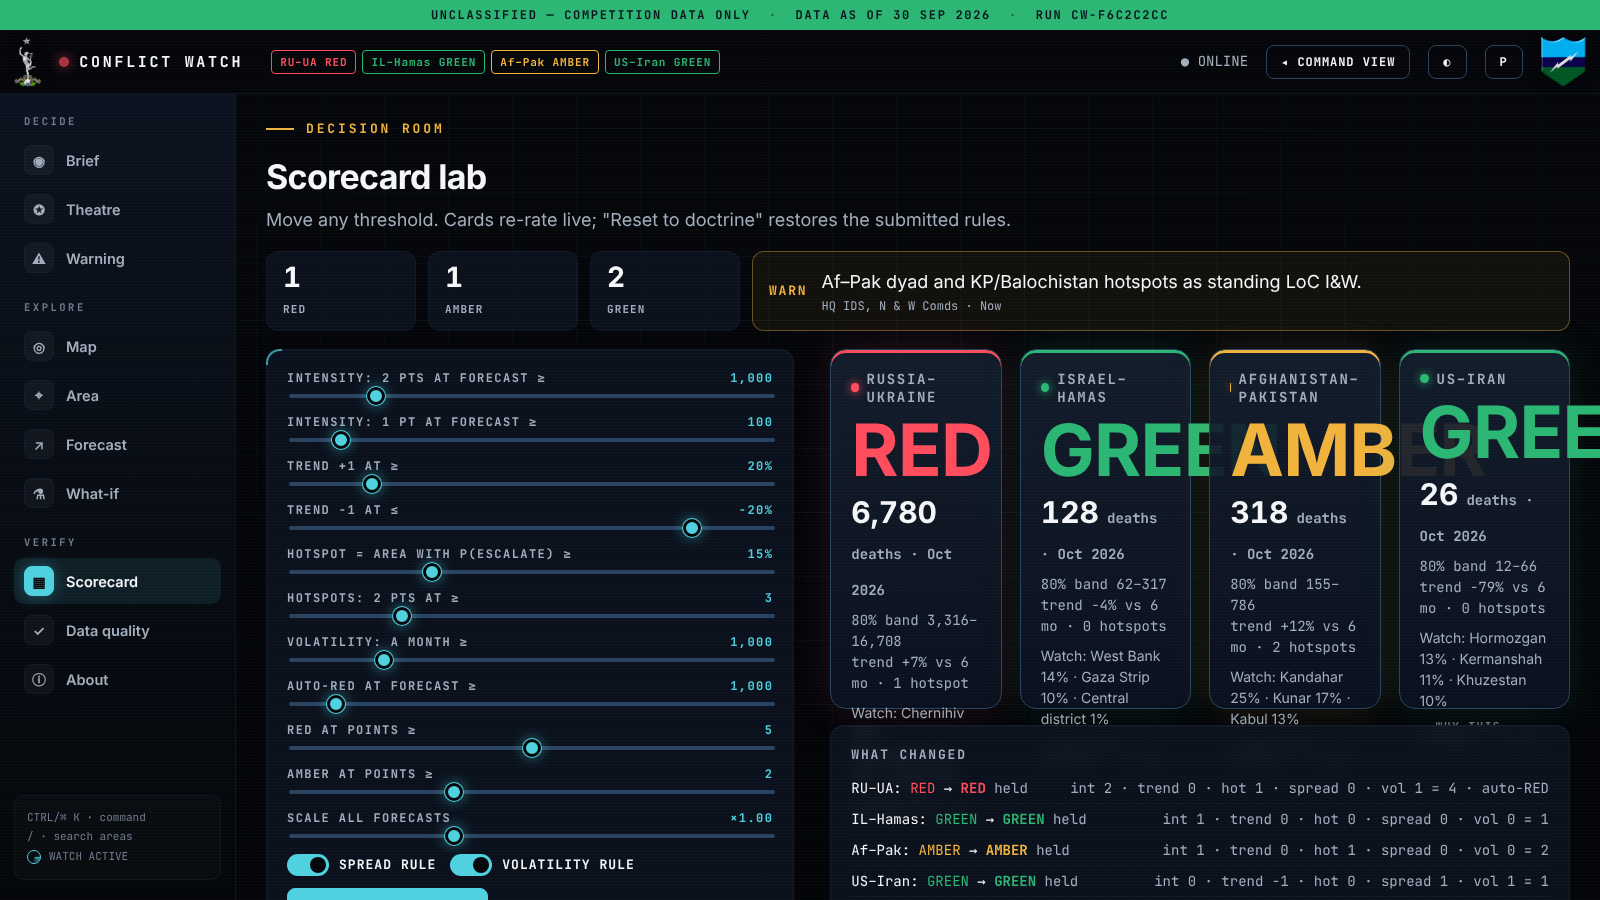 UNCLASSIFIED — COMPETITION DATA ONLY · DATA AS OF 30 SEP 2026 · RUN CW-F6C2C2CC
CONFLICT WATCH
RU-UA RED
IL-Hamas GREEN
Af-Pak AMBER
US-Iran GREEN
ONLINE
◂ COMMAND VIEW
P
DECIDE
Brief
Theatre
Warning
EXPLORE
Map
Area
Forecast
What-if
VERIFY
Scorecard
Data quality
About
CTRL/⌘ K · command
/ · search areas
WATCH ACTIVE
DECISION ROOM
Scorecard lab
Move any threshold. Cards re-rate live; "Reset to doctrine" restores the submitted rules.
1
RED
1
AMBER
2
GREEN
WARN
Af–Pak dyad and KP/Balochistan hotspots as standing LoC I&W.
HQ IDS, N & W Comds · Now
INTENSITY: 2 PTS AT FORECAST ≥ 1,000
INTENSITY: 1 PT AT FORECAST ≥ 100
TREND +1 AT ≥ 20%
TREND -1 AT ≤ -20%
HOTSPOT = AREA WITH P(ESCALATE) ≥ 15%
HOTSPOTS: 2 PTS AT ≥ 3
VOLATILITY: A MONTH ≥ 1,000
AUTO-RED AT FORECAST ≥ 1,000
RED AT POINTS ≥ 5
AMBER AT POINTS ≥ 2
SCALE ALL FORECASTS ×1.00
SPREAD RULE
VOLATILITY RULE
RUSSIA–
UKRAINE
RED
6,780
deaths · Oct
2026
80% band 3,316–
16,708
trend +7% vs 6
mo · 1 hotspot
Watch: Chernihiv
ISRAEL–
HAMAS
GREE
128 deaths
· Oct 2026
80% band 62–317
trend -4% vs 6
mo · 0 hotspots
Watch: West Bank
14% · Gaza Strip
10% · Central
district 1%
AFGHANISTAN–
PAKISTAN
AMBER
318 deaths
· Oct 2026
80% band 155–
786
trend +12% vs 6
mo · 2 hotspots
Watch: Kandahar
25% · Kunar 17% ·
Kabul 13%
US–IRAN
GREE
26 deaths ·
Oct 2026
80% band 12–66
trend -79% vs 6
mo · 0 hotspots
Watch: Hormozgan
13% · Kermanshah
11% · Khuzestan
10%
WHAT CHANGED
RU-UA: RED → RED held int 2 · trend 0 · hot 1 · spread 0 · vol 1 = 4 · auto-RED
IL-Hamas: GREEN → GREEN held int 1 · trend 0 · hot 0 · spread 0 · vol 0 = 1
Af-Pak: AMBER → AMBER held int 1 · trend 0 · hot 1 · spread 0 · vol 0 = 2
US-Iran: GREEN → GREEN held int 0 · trend -1 · hot 0 · spread 1 · vol 1 = 1